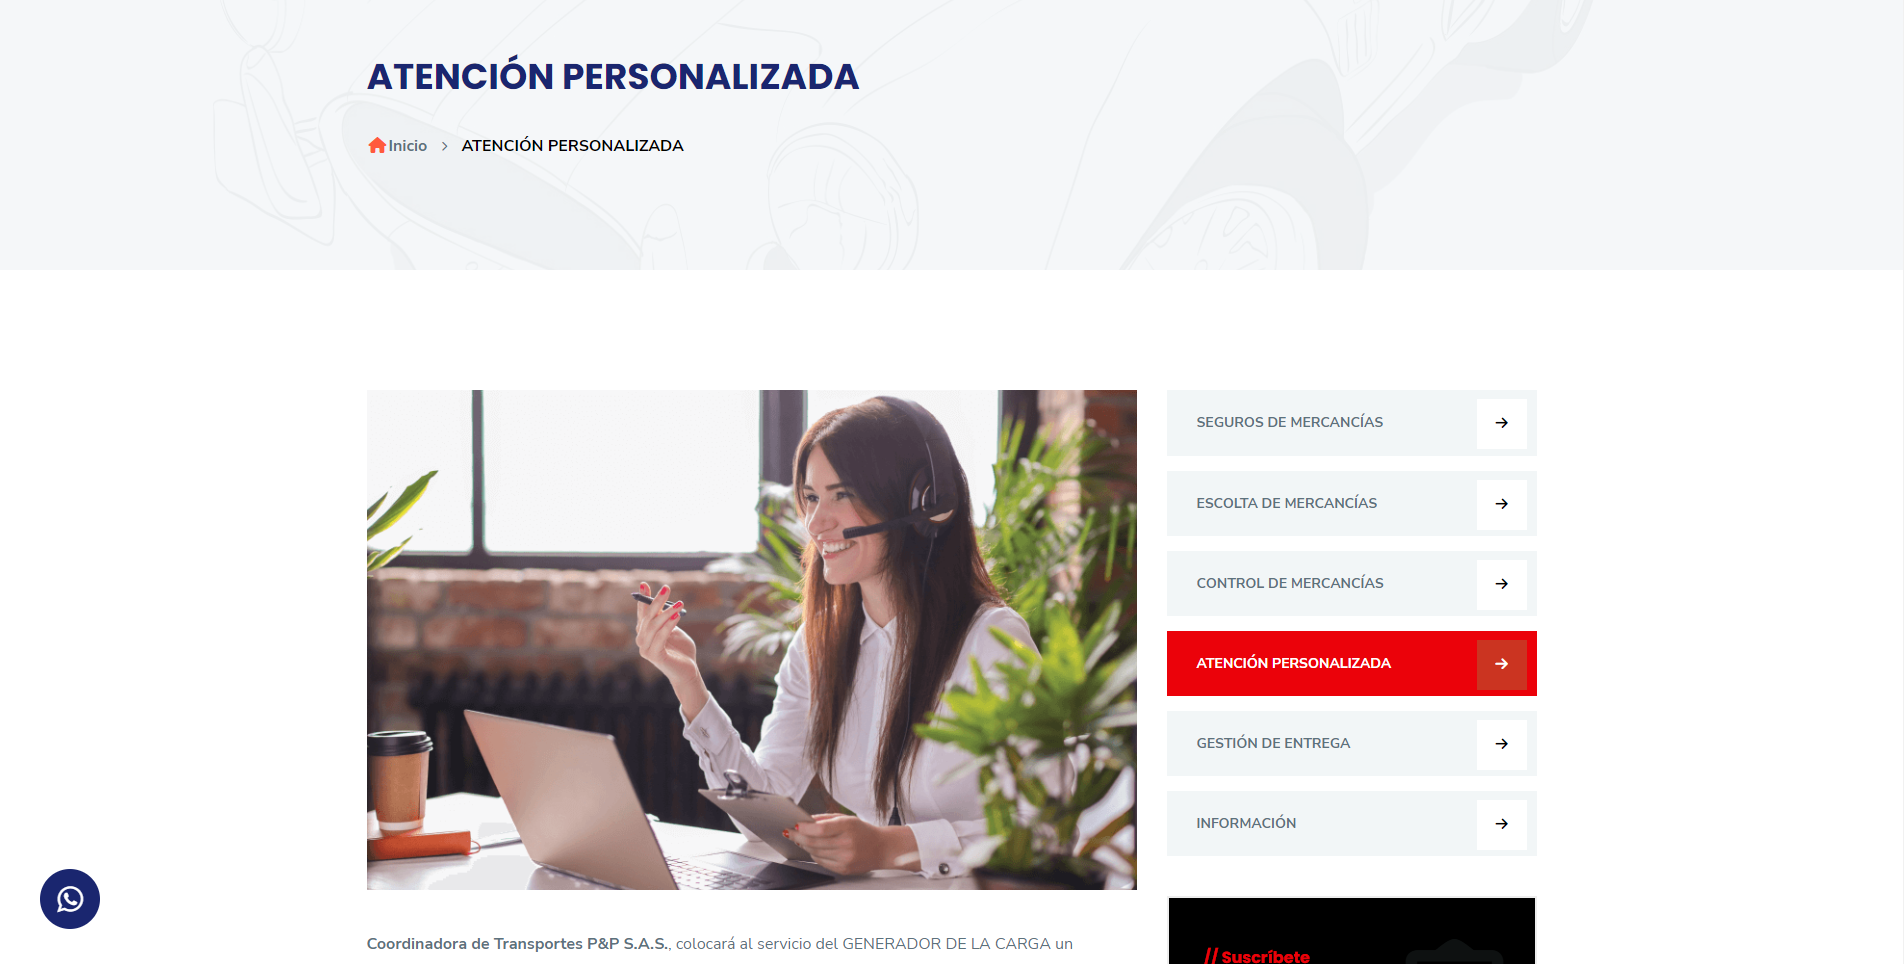 ATENCIÓN PERSONALIZADA
Inicio > ATENCIÓN PERSONALIZADA
SEGUROS DE MERCANCÍAS
ESCOLTA DE MERCANCÍAS
CONTROL DE MERCANCÍAS
ATENCIÓN PERSONALIZADA
GESTIÓN DE ENTREGA
INFORMACIÓN
Coordinadora de Transportes P&P S.A.S., colocará al servicio del GENERADOR DE LA CARGA un
// Suscríbete